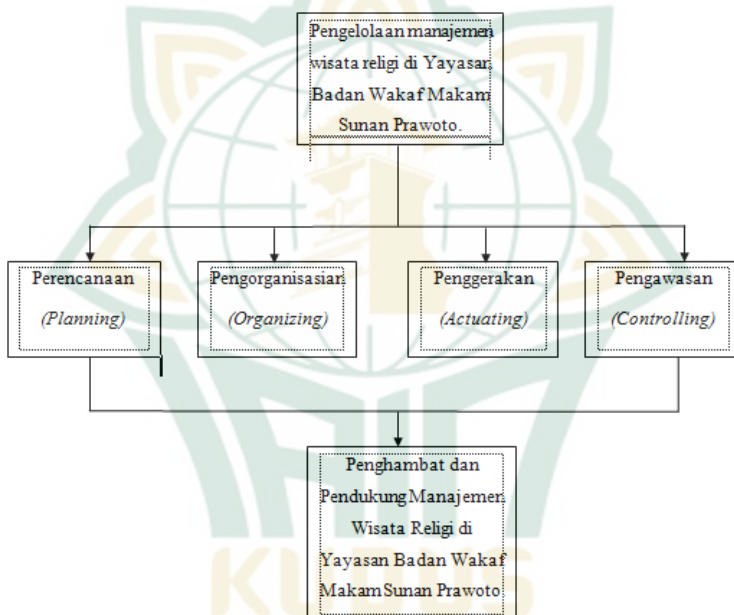 Pengelolaan manajemen
wisata religi di Yayasan
Badan Wakaf Makam
Sunan Prawoto.
Perencanaan
(Planning)
Pengorganisasian
(Organizing)
Penggerakan
(Actuating)
Pengawasan
(Controlling)
Penghambat dan
Pendukung Manajemen
Wisata Religi di
Yayasan Badan Wakaf
Makam Sunan Prawoto
KUDUS